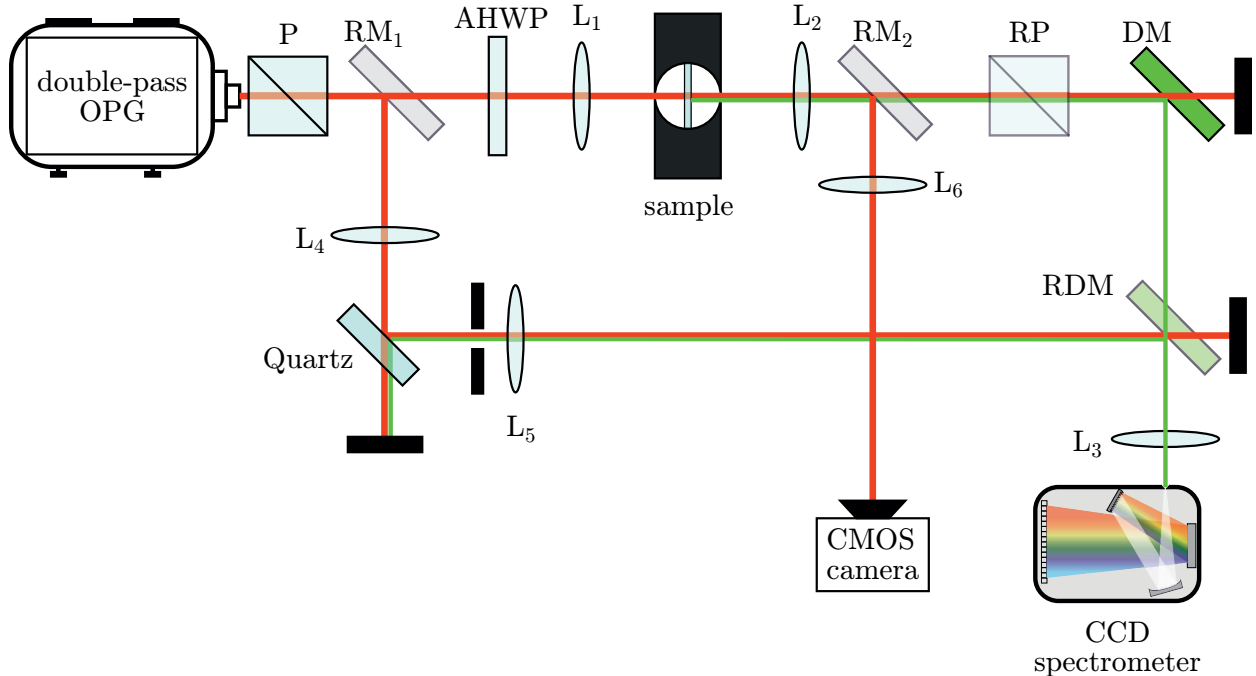 P
RM₁
AHWP
L₁
L₂
RM₂
RP
DM
double-pass
OPG
sample
L₆
L₄
RDM
Quartz
L₅
L₃
CMOS
camera
CCD
spectrometer